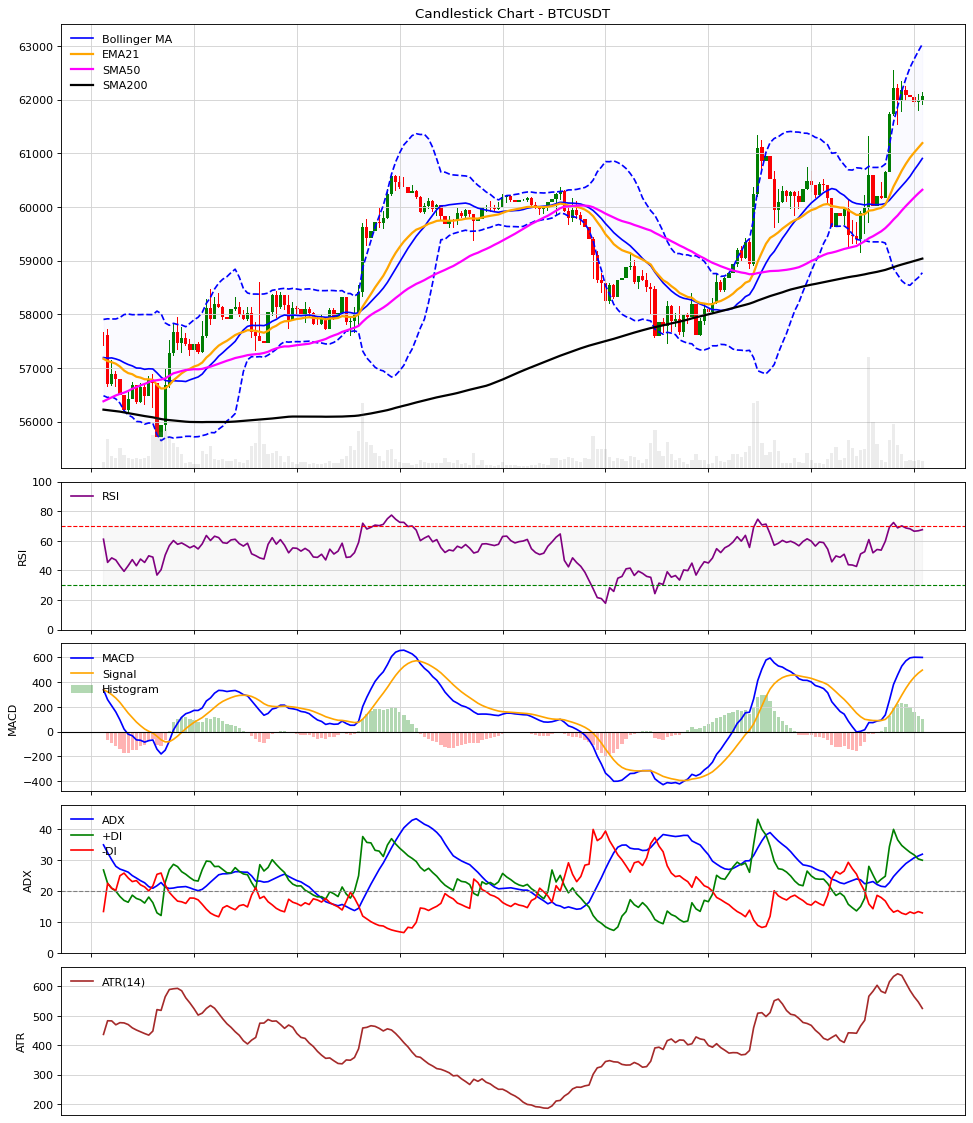 Candlestick Chart - BTCUSDT
63000
62000
61000
60000
59000
58000
57000
56000
Bollinger MA
EMA21
SMA50
SMA200
100
80
60
40
20
0
RSI
RSI
600
400
200
0
−200
−400
MACD
MACD
Signal
Histogram
40
30
20
10
0
ADX
ADX
+DI
-DI
600
500
400
300
200
ATR
ATR(14)